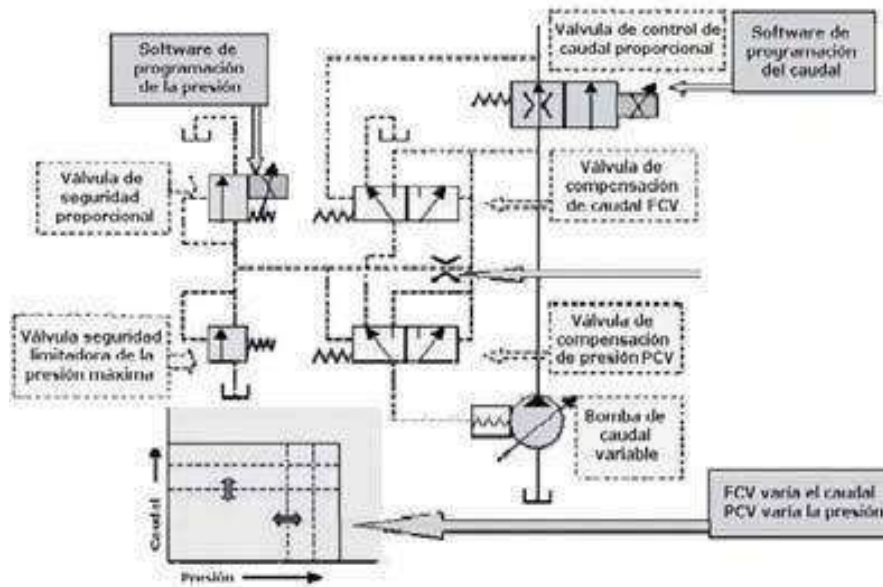 Software de
programación
de la presión
Válvula de control de
caudal proporcional
Software de
programación
del caudal
Válvula de
seguridad
proporcional
Válvula de
compensación
de caudal FCV
Válvula seguridad
limitadora de la
presión máxima
Válvula de
compensación
de presión PCV
Bomba de
caudal
variable
Caudal
Presión
FCV varía el caudal
PCV varía la presión